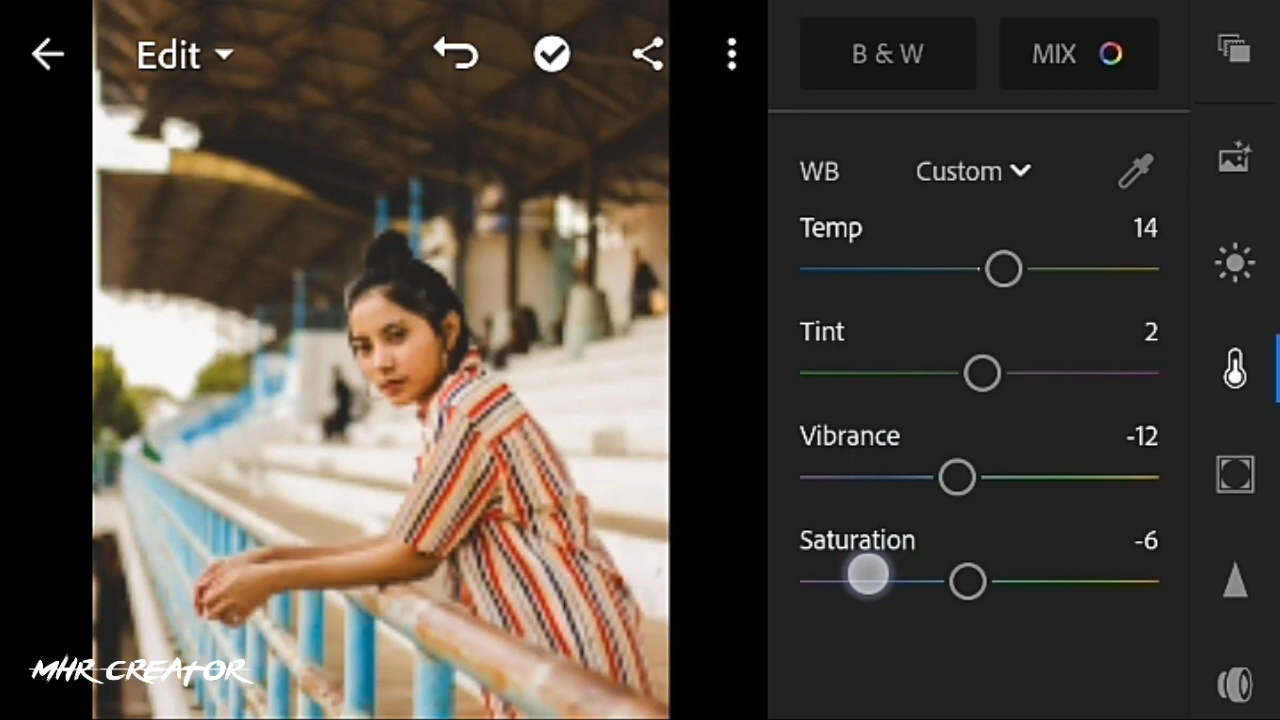 Edit
B & W
MIX
WB
Custom
Temp
14
Tint
2
Vibrance
-12
Saturation
-6
MHR CREATOR